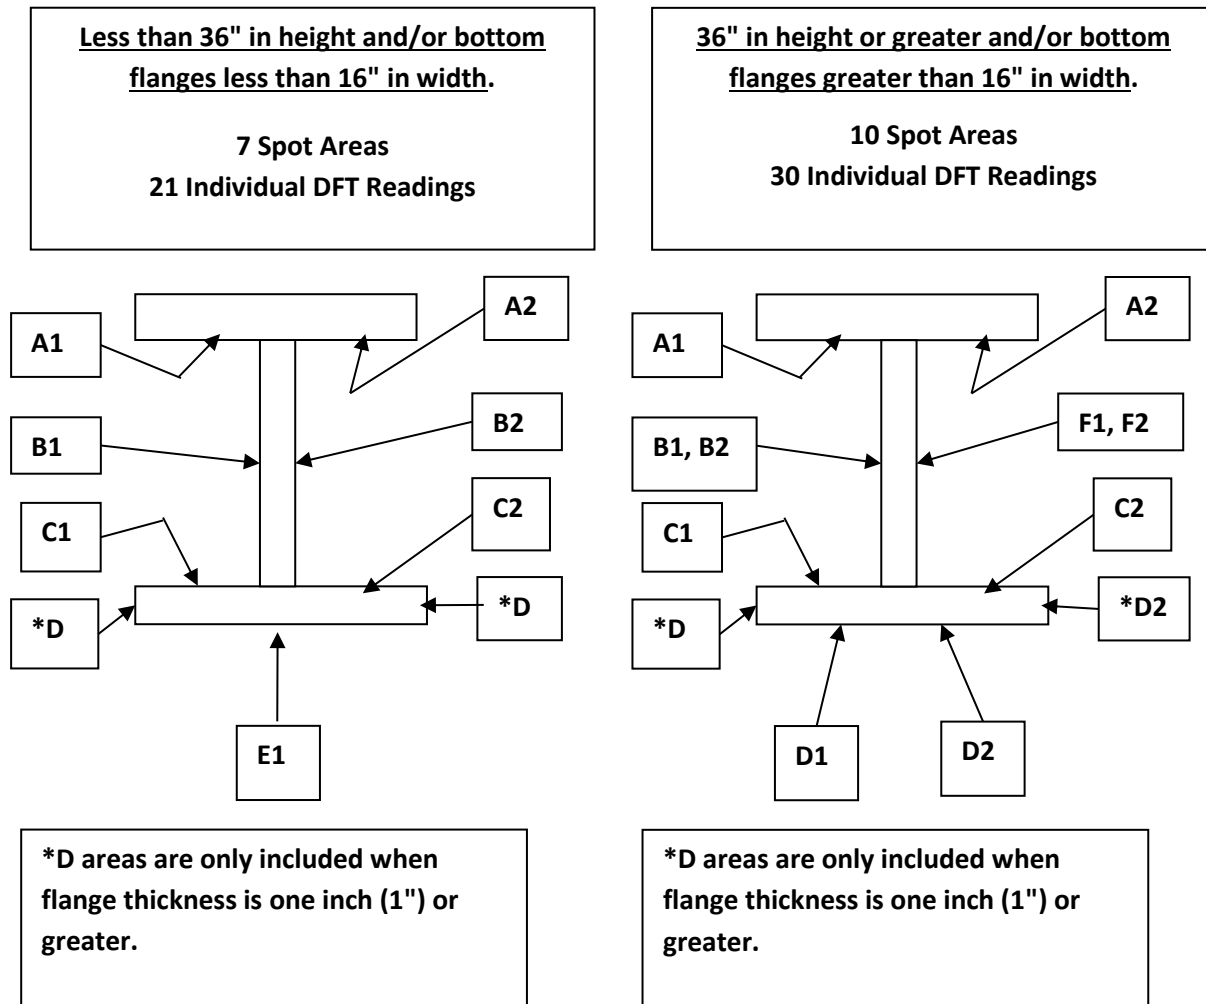 Less than 36" in height and/or bottom
flanges less than 16" in width.
7 Spot Areas
21 Individual DFT Readings
36" in height or greater and/or bottom
flanges greater than 16" in width.
10 Spot Areas
30 Individual DFT Readings
A1
A2
B1
B2
C1
C2
*D
*D
E1
A1
A2
B1, B2
F1, F2
C1
C2
*D
*D2
D1
D2
*D areas are only included when
flange thickness is one inch (1") or
greater.
*D areas are only included when
flange thickness is one inch (1") or
greater.